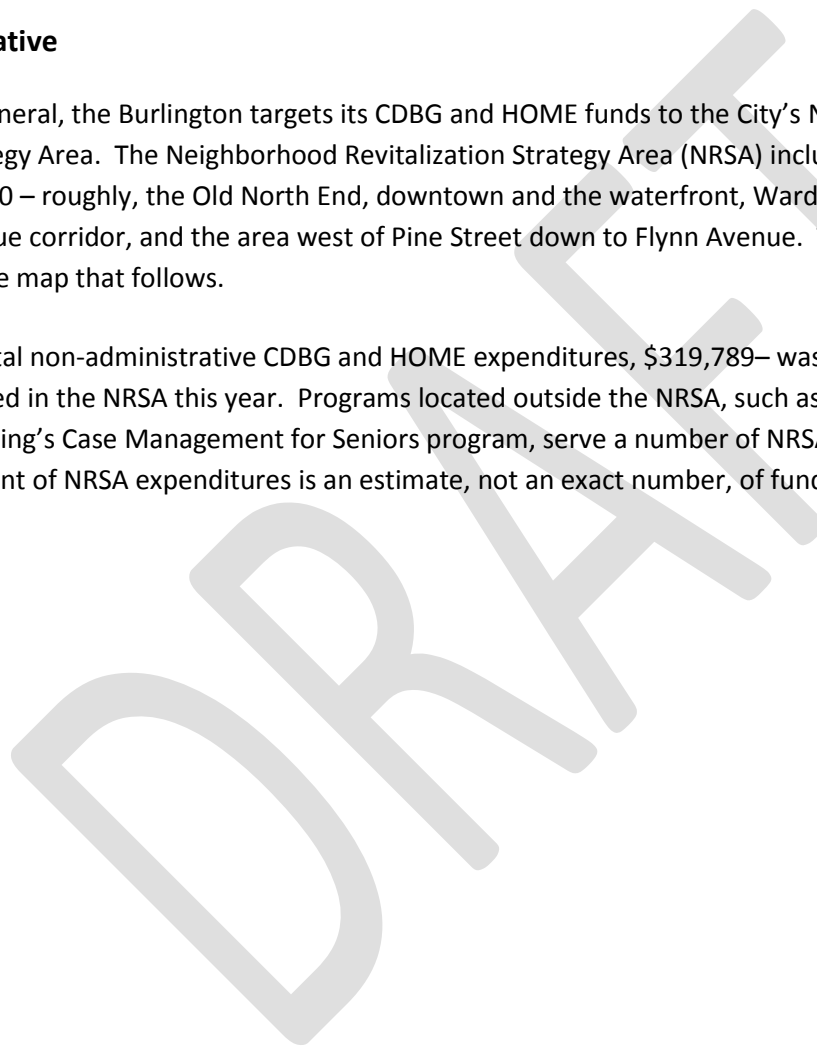 ative
neral, the Burlington targets its CDBG and HOME funds to the City's N
egy Area. The Neighborhood Revitalization Strategy Area (NRSA) inclu
0 – roughly, the Old North End, downtown and the waterfront, Ward
ue corridor, and the area west of Pine Street down to Flynn Avenue.
e map that follows.
tal non-administrative CDBG and HOME expenditures, $319,789– was
ed in the NRSA this year. Programs located outside the NRSA, such as
ing's Case Management for Seniors program, serve a number of NRSA
nt of NRSA expenditures is an estimate, not an exact number, of fund
DRAFT